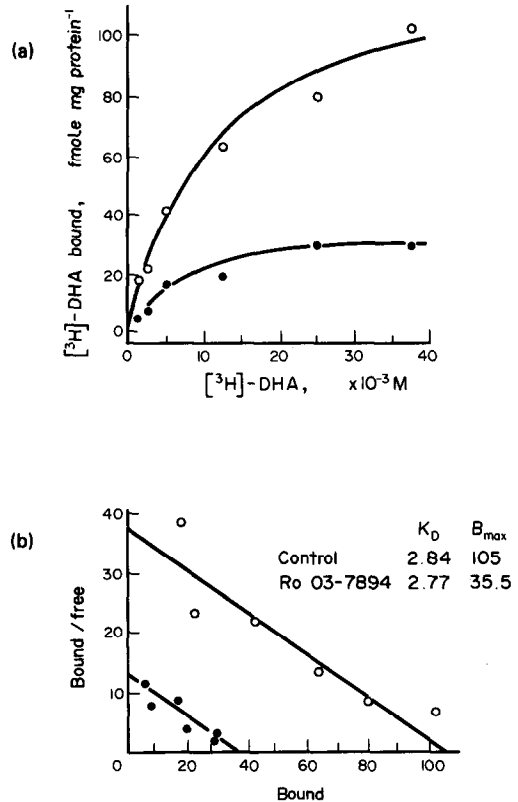 (a)
[³H]-DHA bound, fmole mg protein⁻¹
100
80
60
40
20
0
0 10 20 30 40
[³H]-DHA, x10⁻³M
(b)
Bound/free
40
30
20
10
0 20 40 60 80 100
Bound
K_D B_max
Control 2.84 105
Ro 03-7894 2.77 35.5